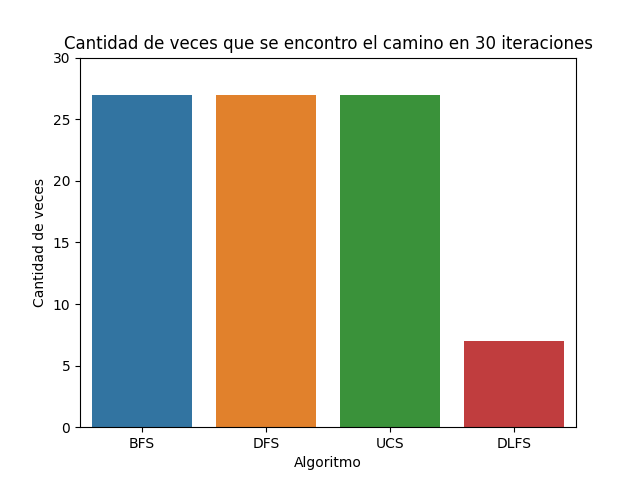 Cantidad de veces que se encontro el camino en 30 iteraciones
30
25
20
15
10
5
0
Cantidad de veces
BFS DFS UCS DLFS
Algoritmo